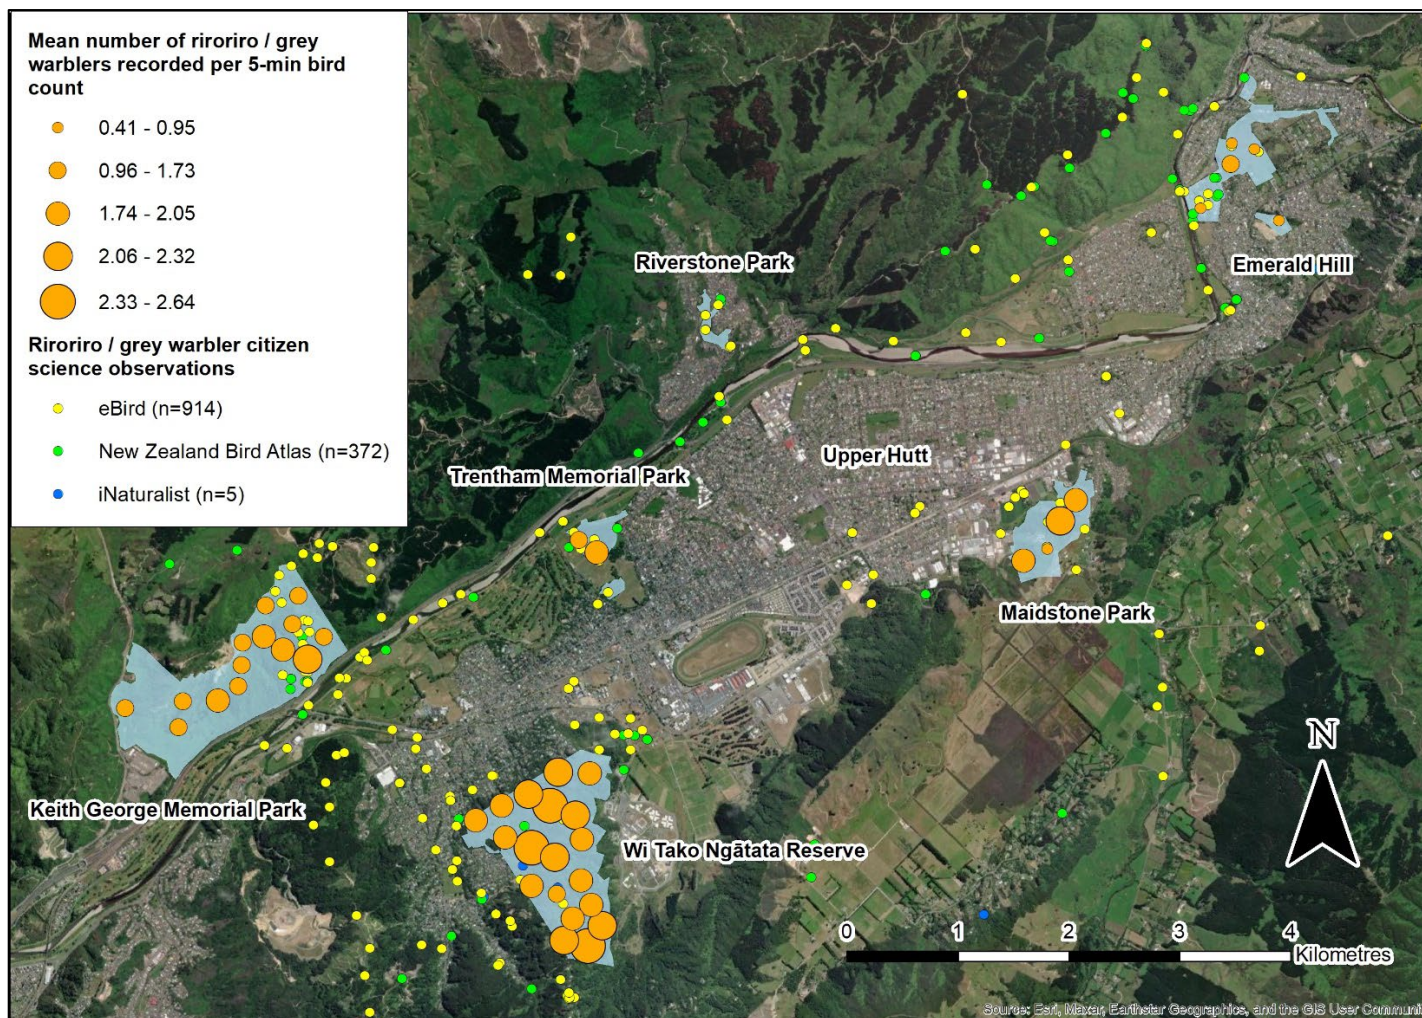 Mean number of riroriro / grey
warblers recorded per 5-min bird
count
0.41 - 0.95
0.96 - 1.73
1.74 - 2.05
2.06 - 2.32
2.33 - 2.64
Riroriro / grey warbler citizen
science observations
eBird (n=914)
New Zealand Bird Atlas (n=372)
iNaturalist (n=5)
Riverstone Park
Emerald Hill
Upper Hutt
Trentham Memorial Park
Maidstone Park
Keith George Memorial Park
Wi Tako Ngātata Reserve
N
0 1 2 3 4
Kilometres
Source: Esri, Maxar, Earthstar Geographics, and the GIS User Communi